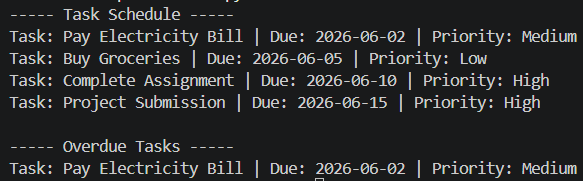 ----- Task Schedule -----
Task: Pay Electricity Bill | Due: 2026-06-02 | Priority: Medium
Task: Buy Groceries | Due: 2026-06-05 | Priority: Low
Task: Complete Assignment | Due: 2026-06-10 | Priority: High
Task: Project Submission | Due: 2026-06-15 | Priority: High
----- Overdue Tasks -----
Task: Pay Electricity Bill | Due: 2026-06-02 | Priority: Medium